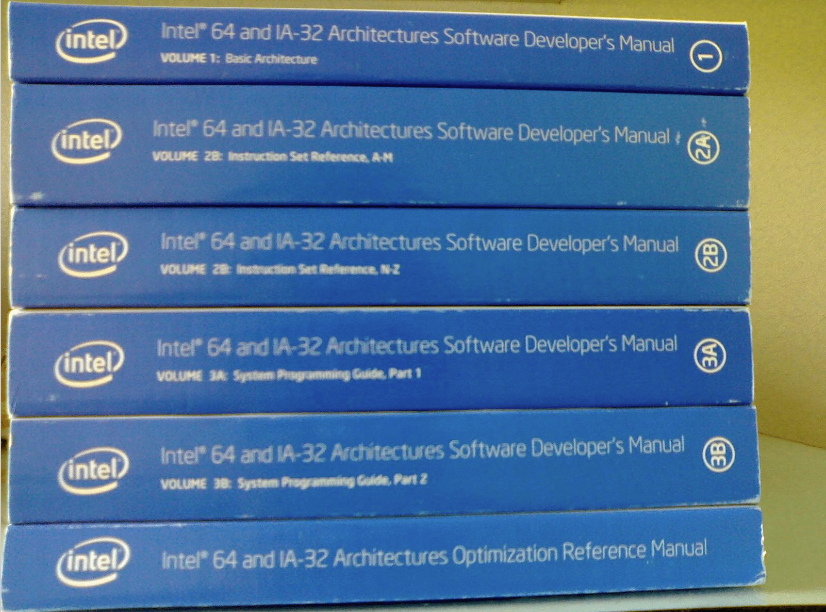 intel
Intel® 64 and IA-32 Architectures Software Developer's Manual
VOLUME 1: Basic Architecture
1
intel
Intel® 64 and IA-32 Architectures Software Developer's Manual
VOLUME 2B: Instruction Set Reference, A-M
2A
intel
Intel® 64 and IA-32 Architectures Software Developer's Manual
VOLUME 2B: Instruction Set Reference, N-Z
2B
intel
Intel® 64 and IA-32 Architectures Software Developer's Manual
VOLUME 3A: System Programming Guide, Part 1
3A
intel
Intel® 64 and IA-32 Architectures Software Developer's Manual
VOLUME 3B: System Programming Guide, Part 2
3B
intel
Intel® 64 and IA-32 Architectures Optimization Reference Manual